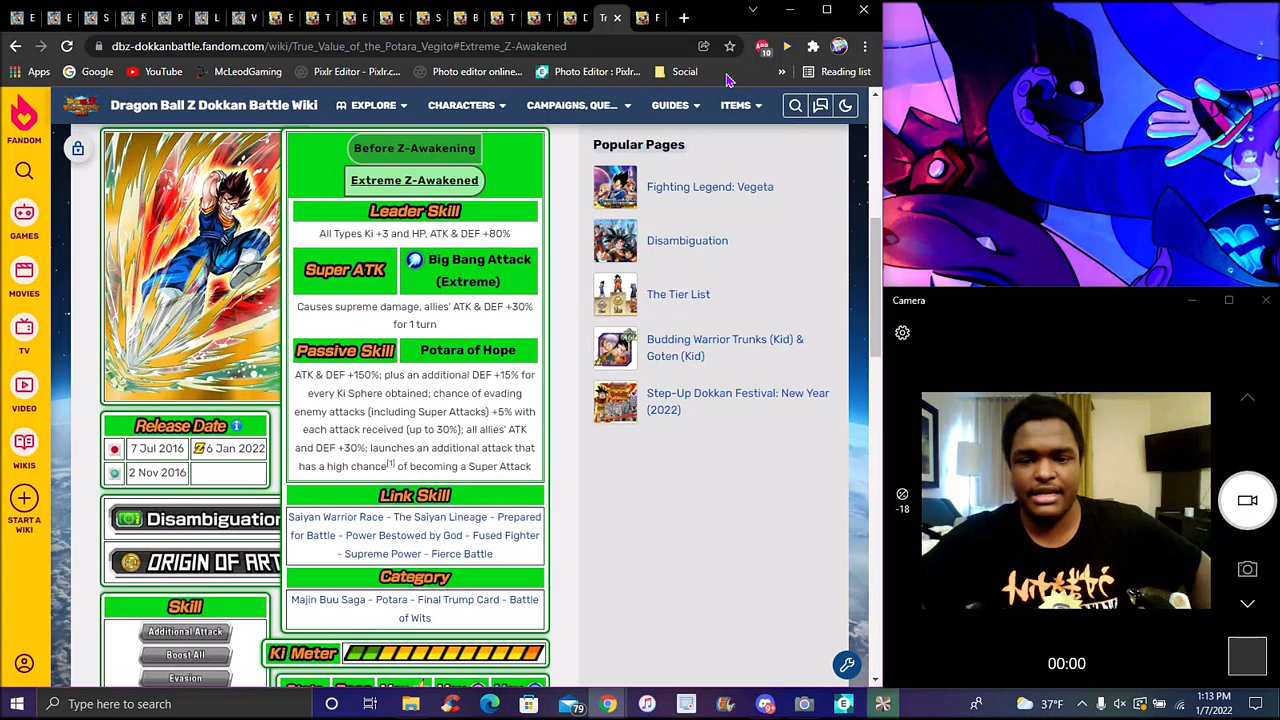 E
E
S
P
L
V
E
T
E
E
S
B
T
T
D
Tr
F
dbz-dokkanbattle.fandom.com/wiki/True_Value_of_the_Potara_Vegito#Extreme_Z-Awakened
10
Apps
Google
YouTube
McLeodGaming
Pixlr Editor - Pixlr.c...
Photo editor online...
Photo Editor : Pixlr...
Social
»
Reading list
FANDOM
GAMES
MOVIES
TV
VIDEO
WIKIS
START A
WIKI
Dragon Ball Z Dokkan Battle Wiki
EXPLORE
CHARACTERS
CAMPAIGNS, QUE...
GUIDES
ITEMS
Before Z-Awakening
Extreme Z-Awakened
Leader Skill
All Types Ki +3 and HP, ATK & DEF +80%
Super ATK
Big Bang Attack
(Extreme)
Causes supreme damage, allies' ATK & DEF +30%
for 1 turn
Passive Skill
Potara of Hope
ATK & DEF +150%; plus an additional DEF +15% for
every Ki Sphere obtained; chance of evading
enemy attacks (including Super Attacks) +5% with
each attack received (up to 30%); all allies' ATK
and DEF +30%; launches an additional attack that
has a high chance[1] of becoming a Super Attack
Link Skill
Saiyan Warrior Race - The Saiyan Lineage - Prepared
for Battle - Power Bestowed by God - Fused Fighter
- Supreme Power - Fierce Battle
Category
Majin Buu Saga - Potara - Final Trump Card - Battle
of Wits
Ki Meter
Release Date
7 Jul 2016
Z 6 Jan 2022
2 Nov 2016
Disambiguation
ORIGIN OF ART
Skill
Additional Attack
Boost All
Evasion
Popular Pages
Fighting Legend: Vegeta
Disambiguation
The Tier List
Budding Warrior Trunks (Kid) &
Goten (Kid)
Step-Up Dokkan Festival: New Year
(2022)
Camera
-18
00:00
Type here to search
79
37°F
1:13 PM
1/7/2022